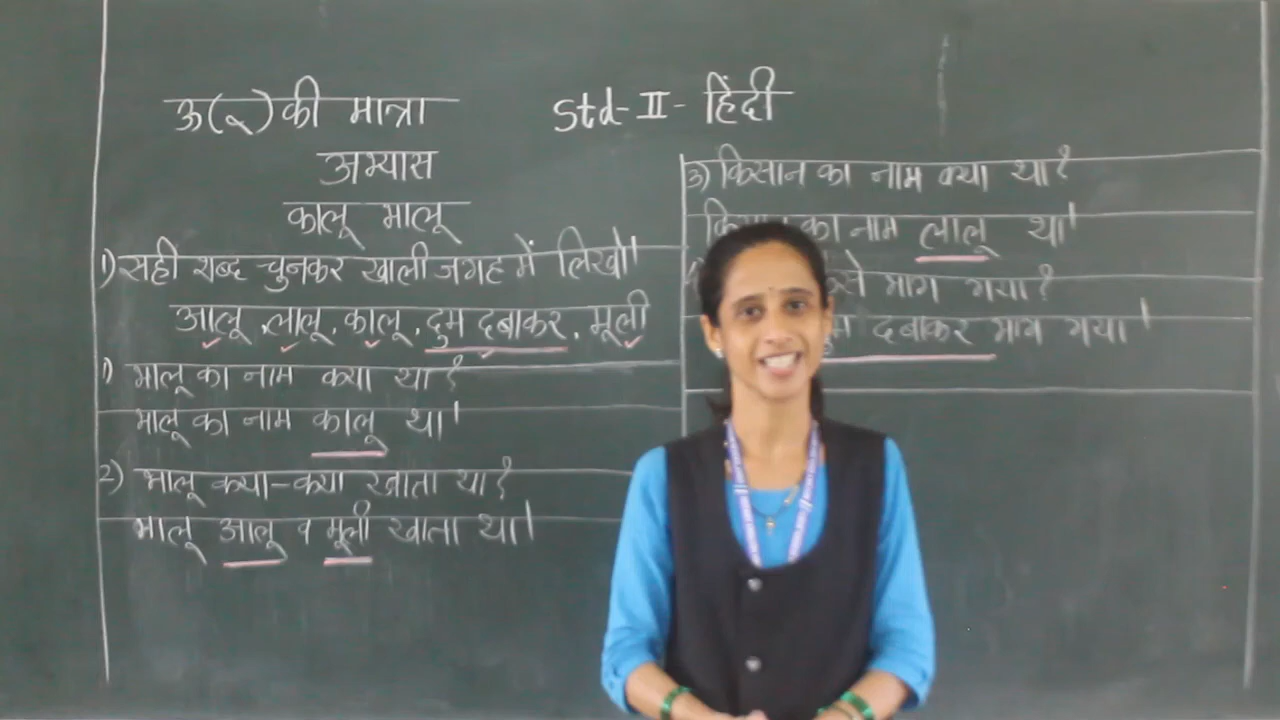 ऊ(ू) की मात्रा
Std-II- हिंदी
अभ्यास
कालू भालू
1) सही शब्द चुनकर खाली जगह में लिखो।
आलू, लालू, कालू, दुम दबाकर, मूली
1) भालू का नाम क्या था?
भालू का नाम कालू था।
2) भालू क्या-क्या खाता था?
भालू आलू व मूली खाता था।
3) किसान का नाम क्या था?
का नाम लालू था।
भाग गया?
दबाकर भाग गया।